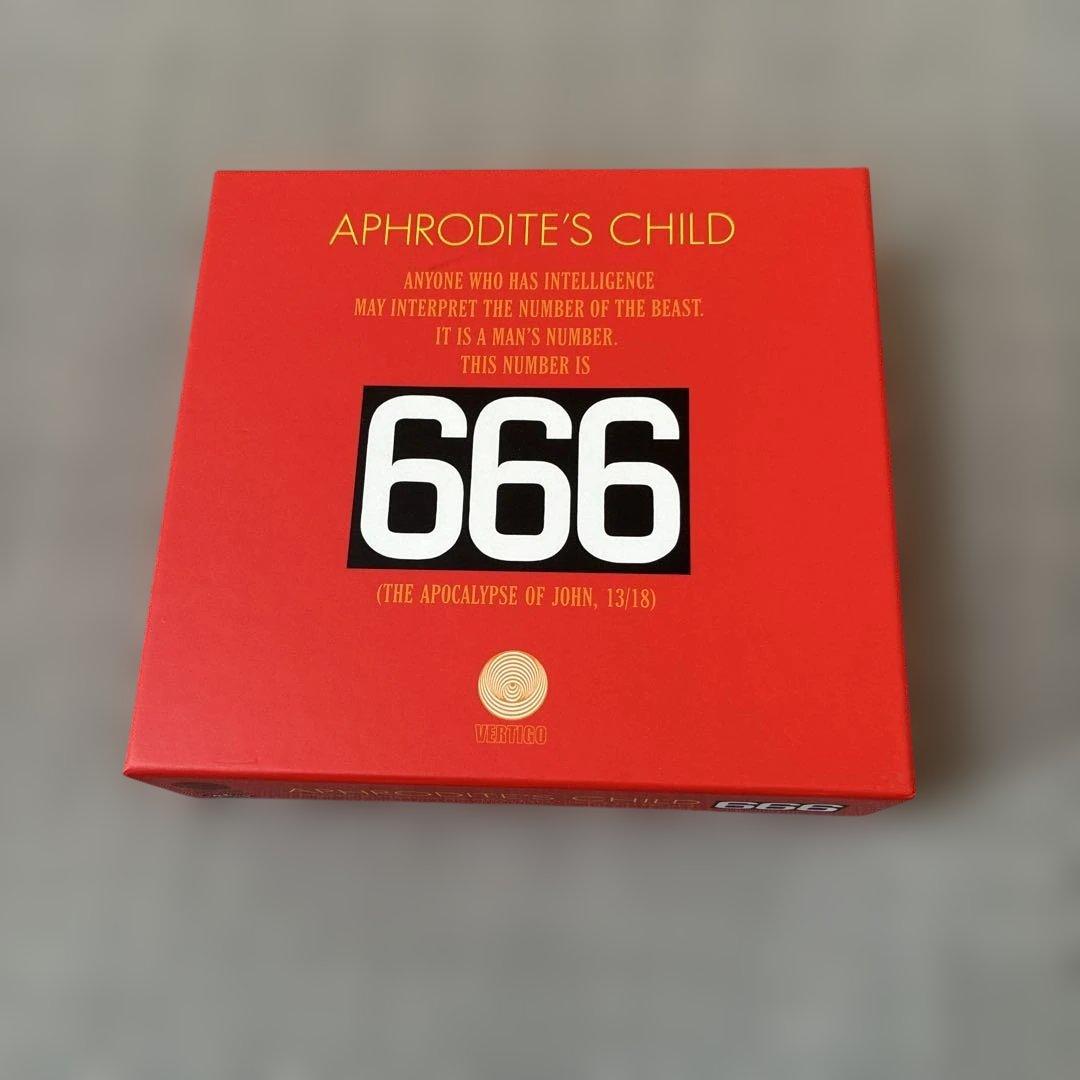 APHRODITE'S CHILD
ANYONE WHO HAS INTELLIGENCE
MAY INTERPRET THE NUMBER OF THE BEAST.
IT IS A MAN'S NUMBER.
THIS NUMBER IS
666
(THE APOCALYPSE OF JOHN, 13/18)
VERTIGO
APHRODITE'S CHILD 666